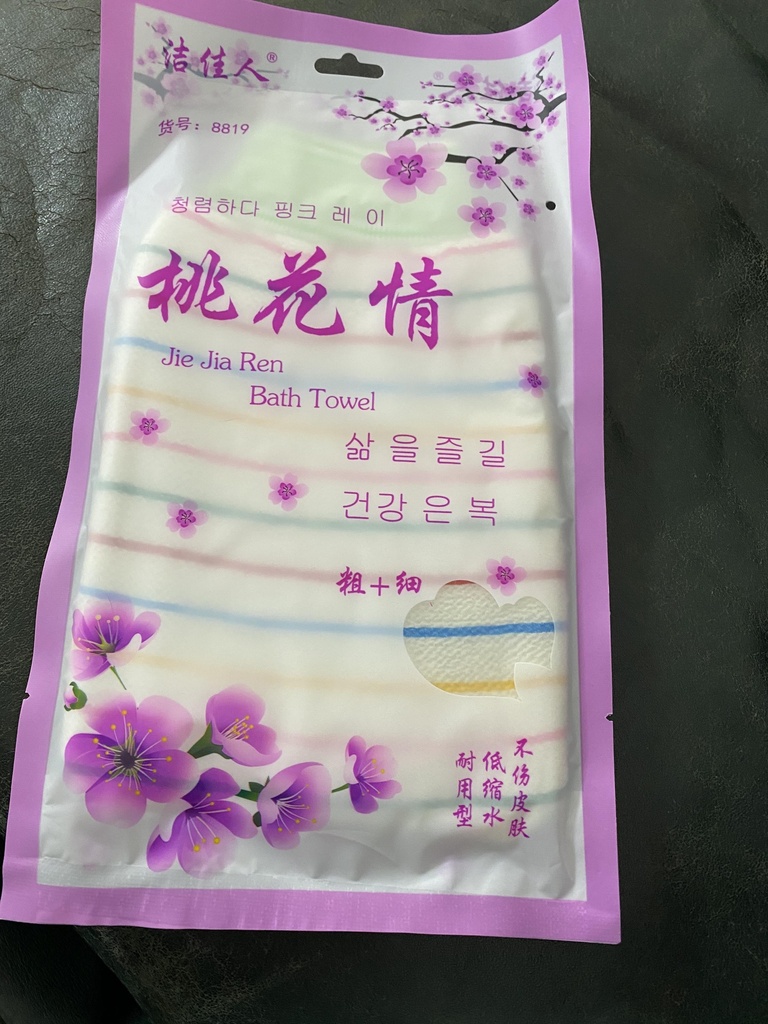 洁佳人®
货号：8819
청렴하다 핑크 레 이
桃花情
Jie Jia Ren
Bath Towel
삶 을 즐 길
건강 은 복
粗+细
不伤皮肤
低缩水
耐用型